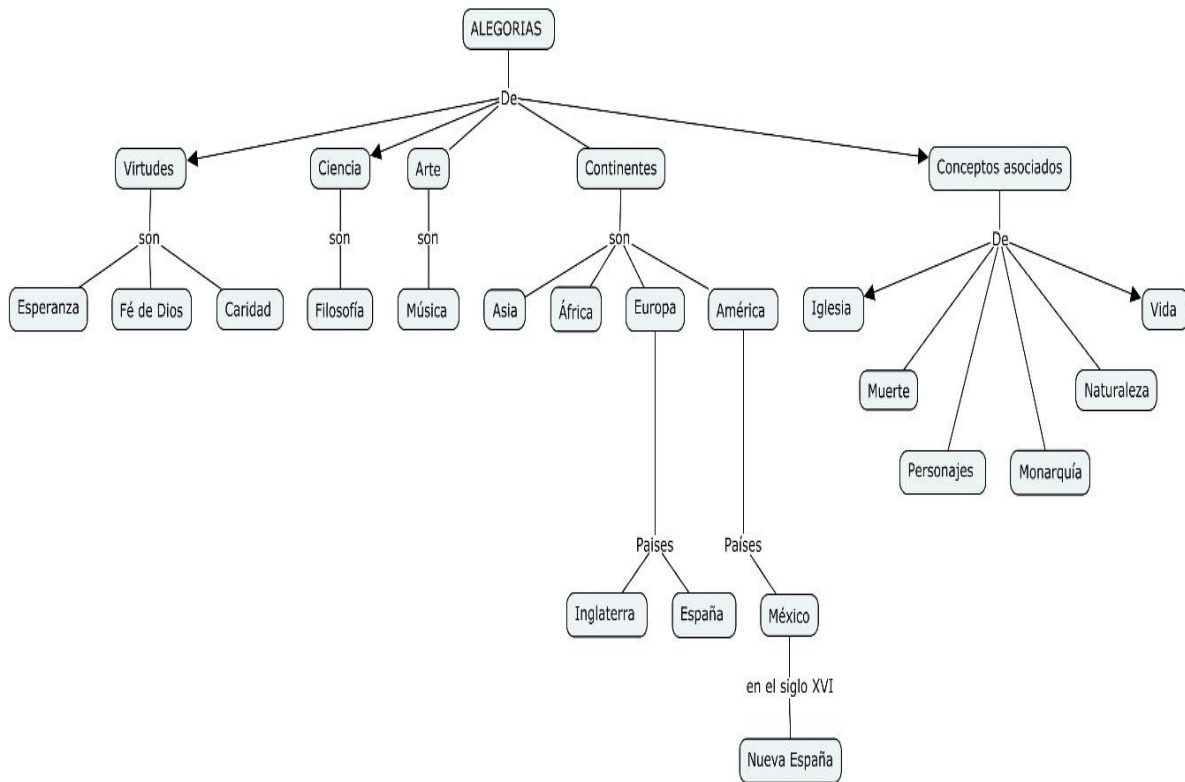 ALEGORIAS
De
Virtudes
Ciencia
Arte
Continentes
Conceptos asociados
son
son
son
son
De
Esperanza
Fé de Dios
Caridad
Filosofía
Música
Asia
África
Europa
América
Iglesia
Vida
Muerte
Naturaleza
Personajes
Monarquía
Países
Países
Inglaterra
España
México
en el siglo XVI
Nueva España